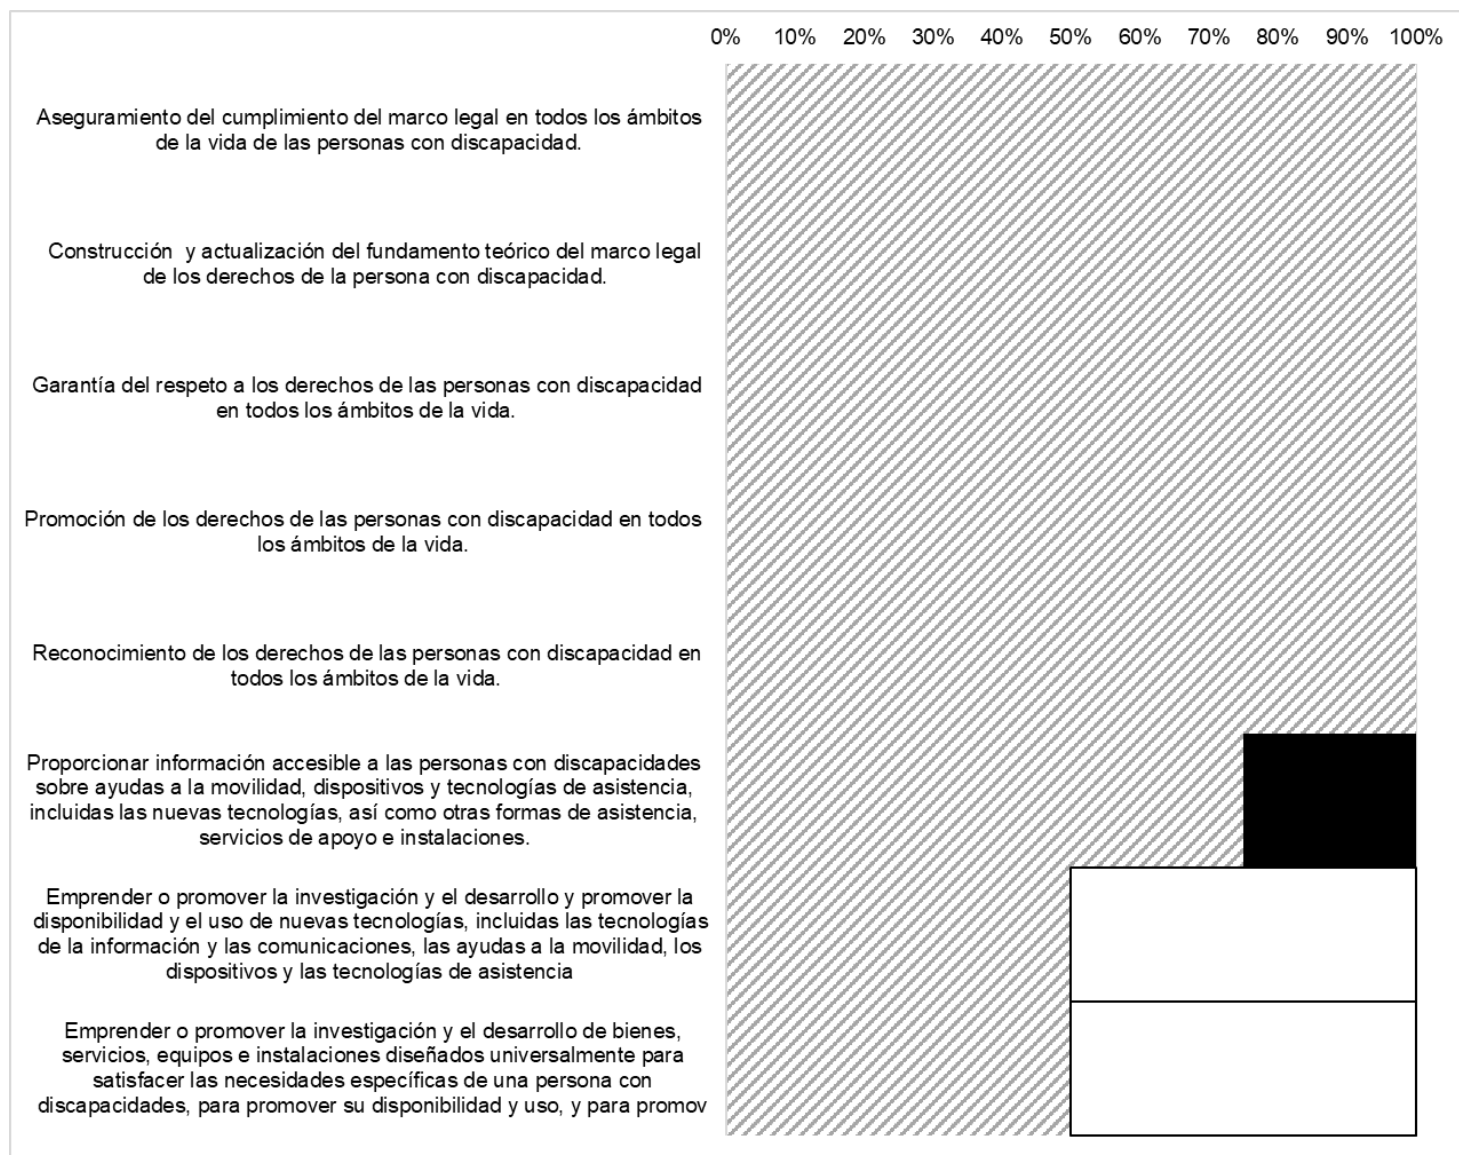 0% 10% 20% 30% 40% 50% 60% 70% 80% 90% 100%
Aseguramiento del cumplimiento del marco legal en todos los ámbitos
de la vida de las personas con discapacidad.
Construcción  y actualización del fundamento teórico del marco legal
de los derechos de la persona con discapacidad.
Garantía del respeto a los derechos de las personas con discapacidad
en todos los ámbitos de la vida.
Promoción de los derechos de las personas con discapacidad en todos
los ámbitos de la vida.
Reconocimiento de los derechos de las personas con discapacidad en
todos los ámbitos de la vida.
Proporcionar información accesible a las personas con discapacidades
sobre ayudas a la movilidad, dispositivos y tecnologías de asistencia,
incluidas las nuevas tecnologías, así como otras formas de asistencia,
servicios de apoyo e instalaciones.
Emprender o promover la investigación y el desarrollo y promover la
disponibilidad y el uso de nuevas tecnologías, incluidas las tecnologías
de la información y las comunicaciones, las ayudas a la movilidad, los
dispositivos y las tecnologías de asistencia
Emprender o promover la investigación y el desarrollo de bienes,
servicios, equipos e instalaciones diseñados universalmente para
satisfacer las necesidades específicas de una persona con
discapacidades, para promover su disponibilidad y uso, y para promov